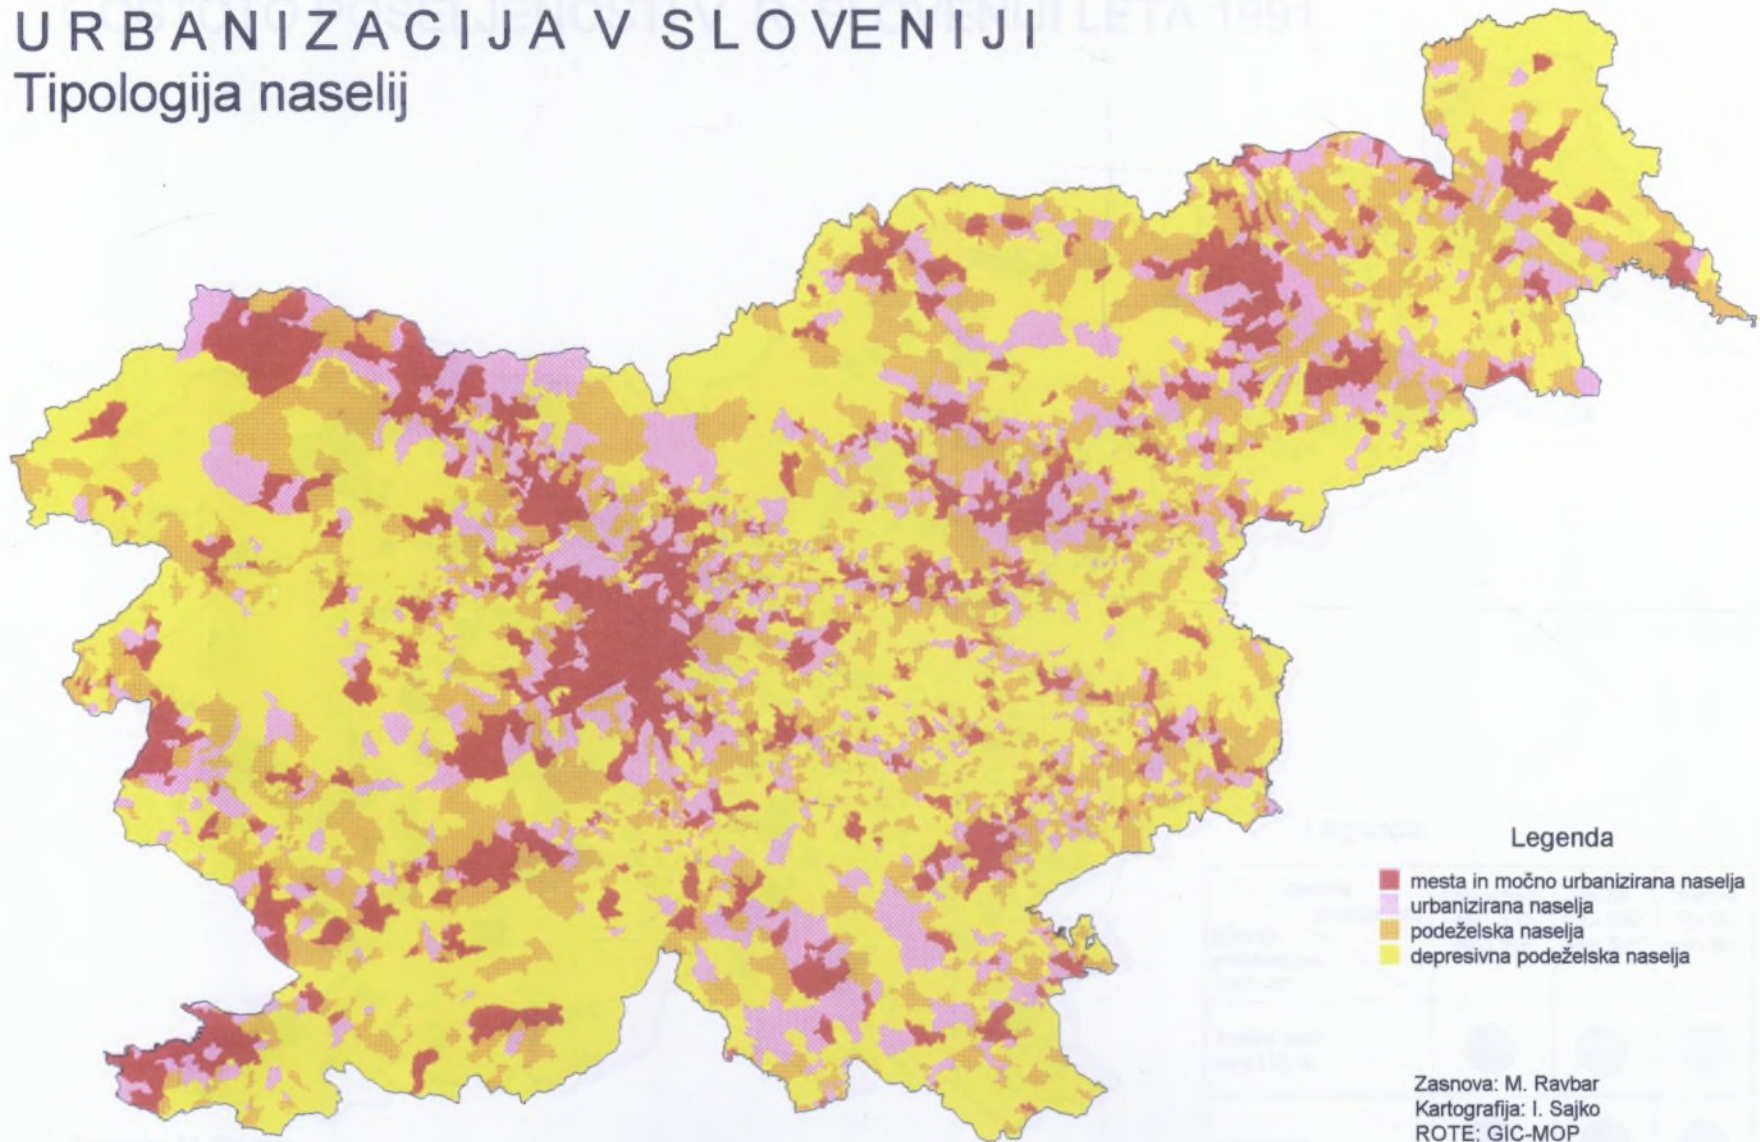 URBANIZACIJA V SLOVENIJI
Tipologija naselij
Legenda
mesta in močno urbanizirana naselja
urbanizirana naselja
podeželska naselja
depresivna podeželska naselja
Zasnova: M. Ravbar
Kartografija: I. Sajko
ROTE: GIC-MOP